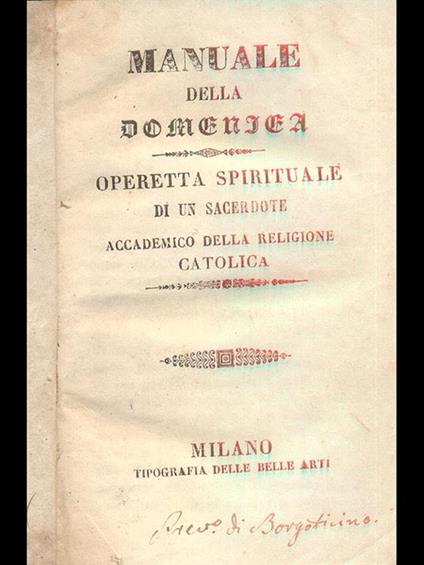 MANUALE
DELLA
DOMENICA
OPERETTA SPIRITUALE
DI UN SACERDOTE
ACCADEMICO DELLA RELIGIONE
CATOLICA
MILANO
TIPOGRAFIA DELLE BELLE ARTI
Prev.o di Borgoticino.